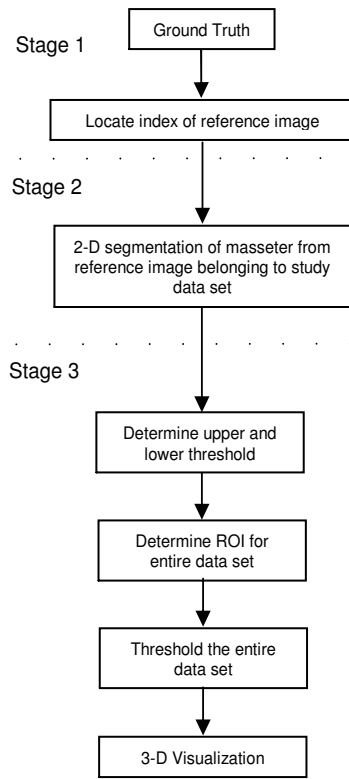 Stage 1
Ground Truth
Locate index of reference image
Stage 2
2-D segmentation of masseter from
reference image belonging to study
data set
Stage 3
Determine upper and
lower threshold
Determine ROI for
entire data set
Threshold the entire
data set
3-D Visualization